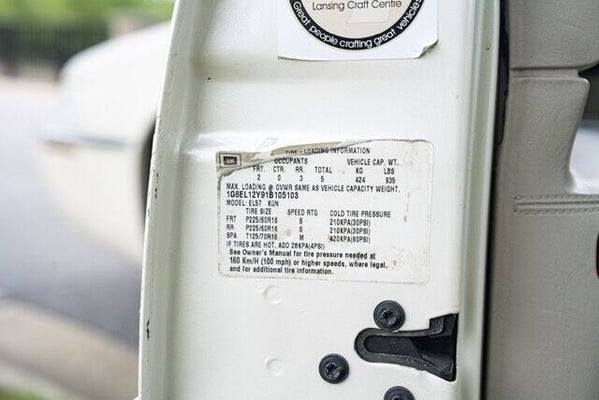 Lansing Craft Centre
Great people crafting great vehicles
GM
TIRE - LOADING INFORMATION
OCCUPANTS VEHICLE CAP. WT.
FRT. CTR. RR. TOTAL KG LBS
2 0 3 5 424 935
MAX. LOADING @ GVWR SAME AS VEHICLE CAPACITY WEIGHT.
1G6EL12Y91B105103
MODEL: EL57 KGN
TIRE SIZE SPEED RTG COLD TIRE PRESSURE
FRT P225/60R16 S 210KPA(30PSI)
RR P225/60R16 S 210KPA(30PSI)
SPA T125/70R16 M 420KPA(60PSI)
IF TIRES ARE HOT, ADD 28KPA(4PSI)
See Owner's Manual for tire pressure needed at
160 Km/H (100 mph) or higher speeds, where legal,
and for additional tire information.